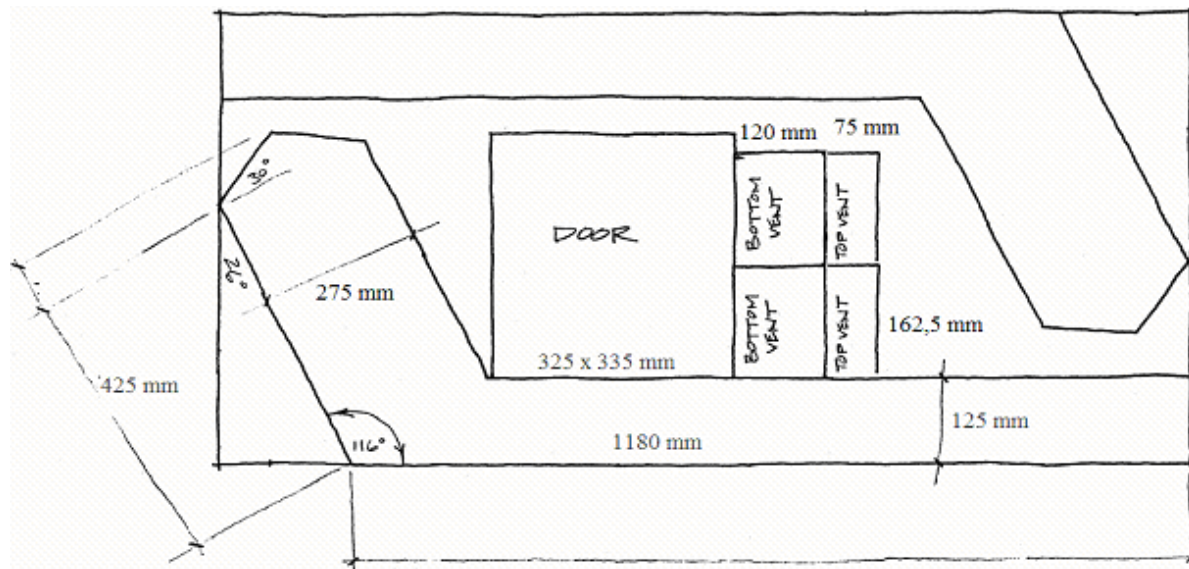 120 mm
75 mm
30°
BOTTOM
VENT
TOP VENT
DOOR
26°
275 mm
BOTTOM
VENT
TOP VENT
162,5 mm
325 x 335 mm
425 mm
125 mm
116°
1180 mm